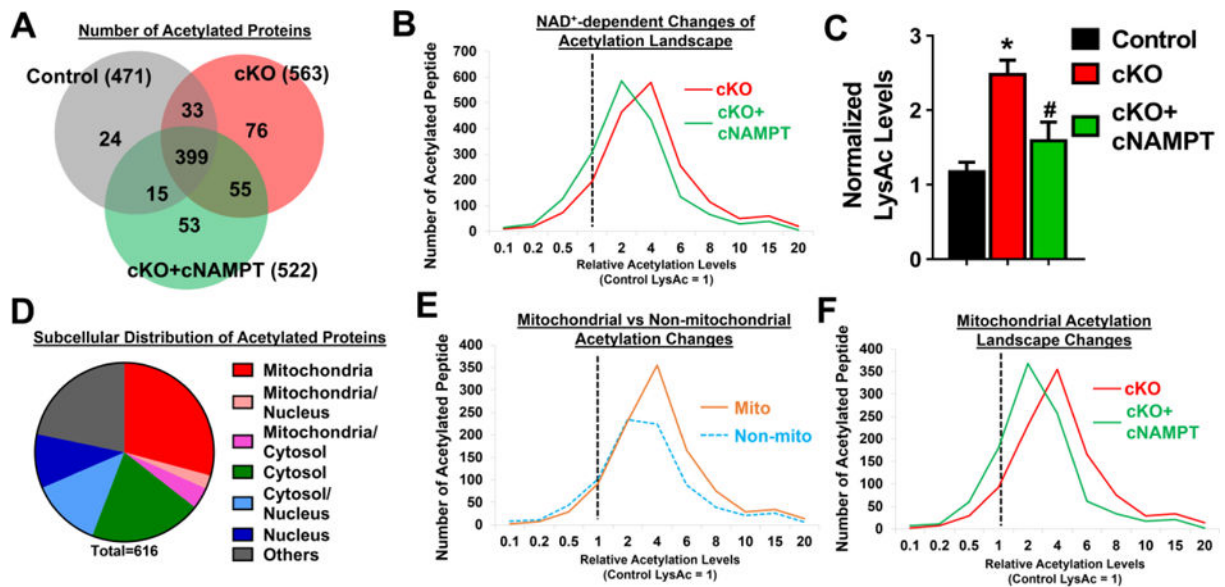 A
Number of Acetylated Proteins
Control (471)
cKO (563)
33
24
76
399
15
55
53
cKO+cNAMPT (522)
B
NAD⁺-dependent Changes of
Acetylation Landscape
Number of Acetylated Peptide
700
600
500
400
300
200
100
0
cKO
cKO+
cNAMPT
0.1 0.2 0.5 1 2 4 6 8 10 15 20
Relative Acetylation Levels
(Control LysAc = 1)
C
Normalized
LysAc Levels
3
2
1
0
*
#
Control
cKO
cKO+
cNAMPT
D
Subcellular Distribution of Acetylated Proteins
Mitochondria
Mitochondria/
Nucleus
Mitochondria/
Cytosol
Cytosol
Cytosol/
Nucleus
Nucleus
Others
Total=616
E
Mitochondrial vs Non-mitochondrial
Acetylation Changes
Number of Acetylated Peptide
400
350
300
250
200
150
100
50
0
Mito
Non-mito
0.1 0.2 0.5 1 2 4 6 8 10 15 20
Relative Acetylation Levels
(Control LysAc = 1)
F
Mitochondrial Acetylation
Landscape Changes
Number of Acetylated Peptide
400
350
300
250
200
150
100
50
0
cKO
cKO+
cNAMPT
0.1 0.2 0.5 1 2 4 6 8 10 15 20
Relative Acetylation Levels
(Control LysAc = 1)